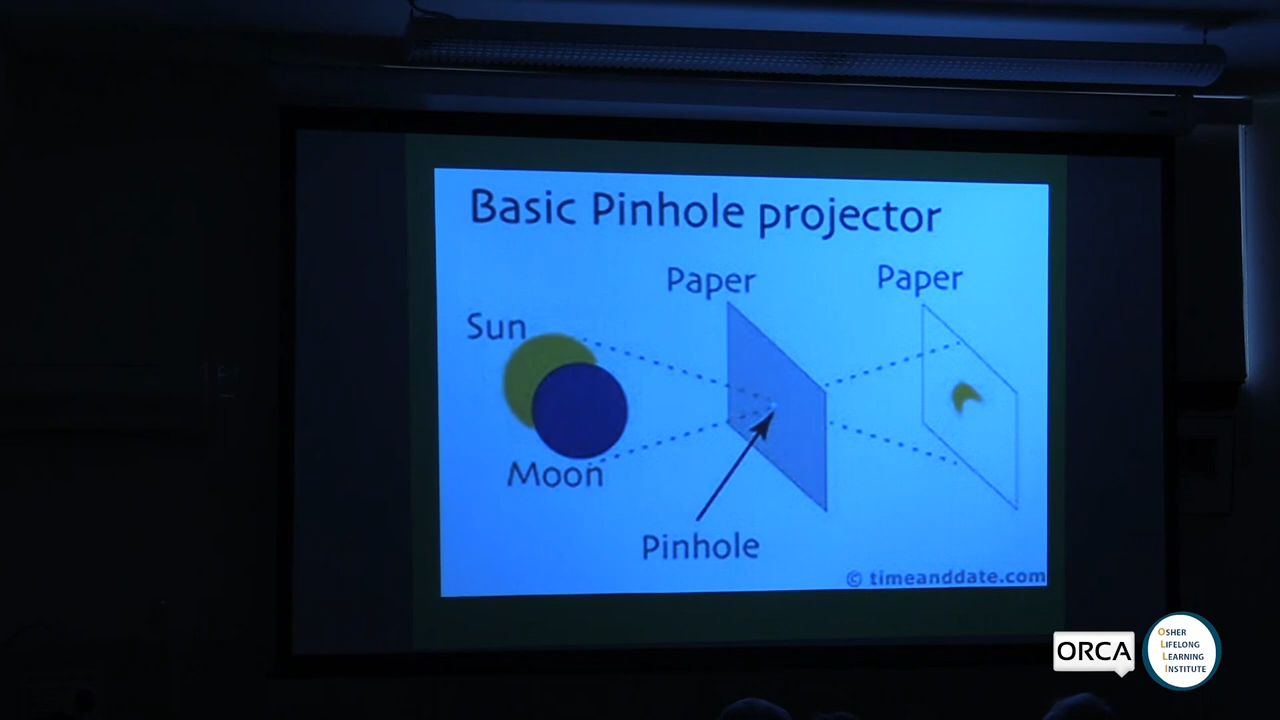 Basic Pinhole projector
Paper
Paper
Sun
Moon
Pinhole
© timeanddate.com
ORCA
OSHER
LIFELONG
LEARNING
INSTITUTE